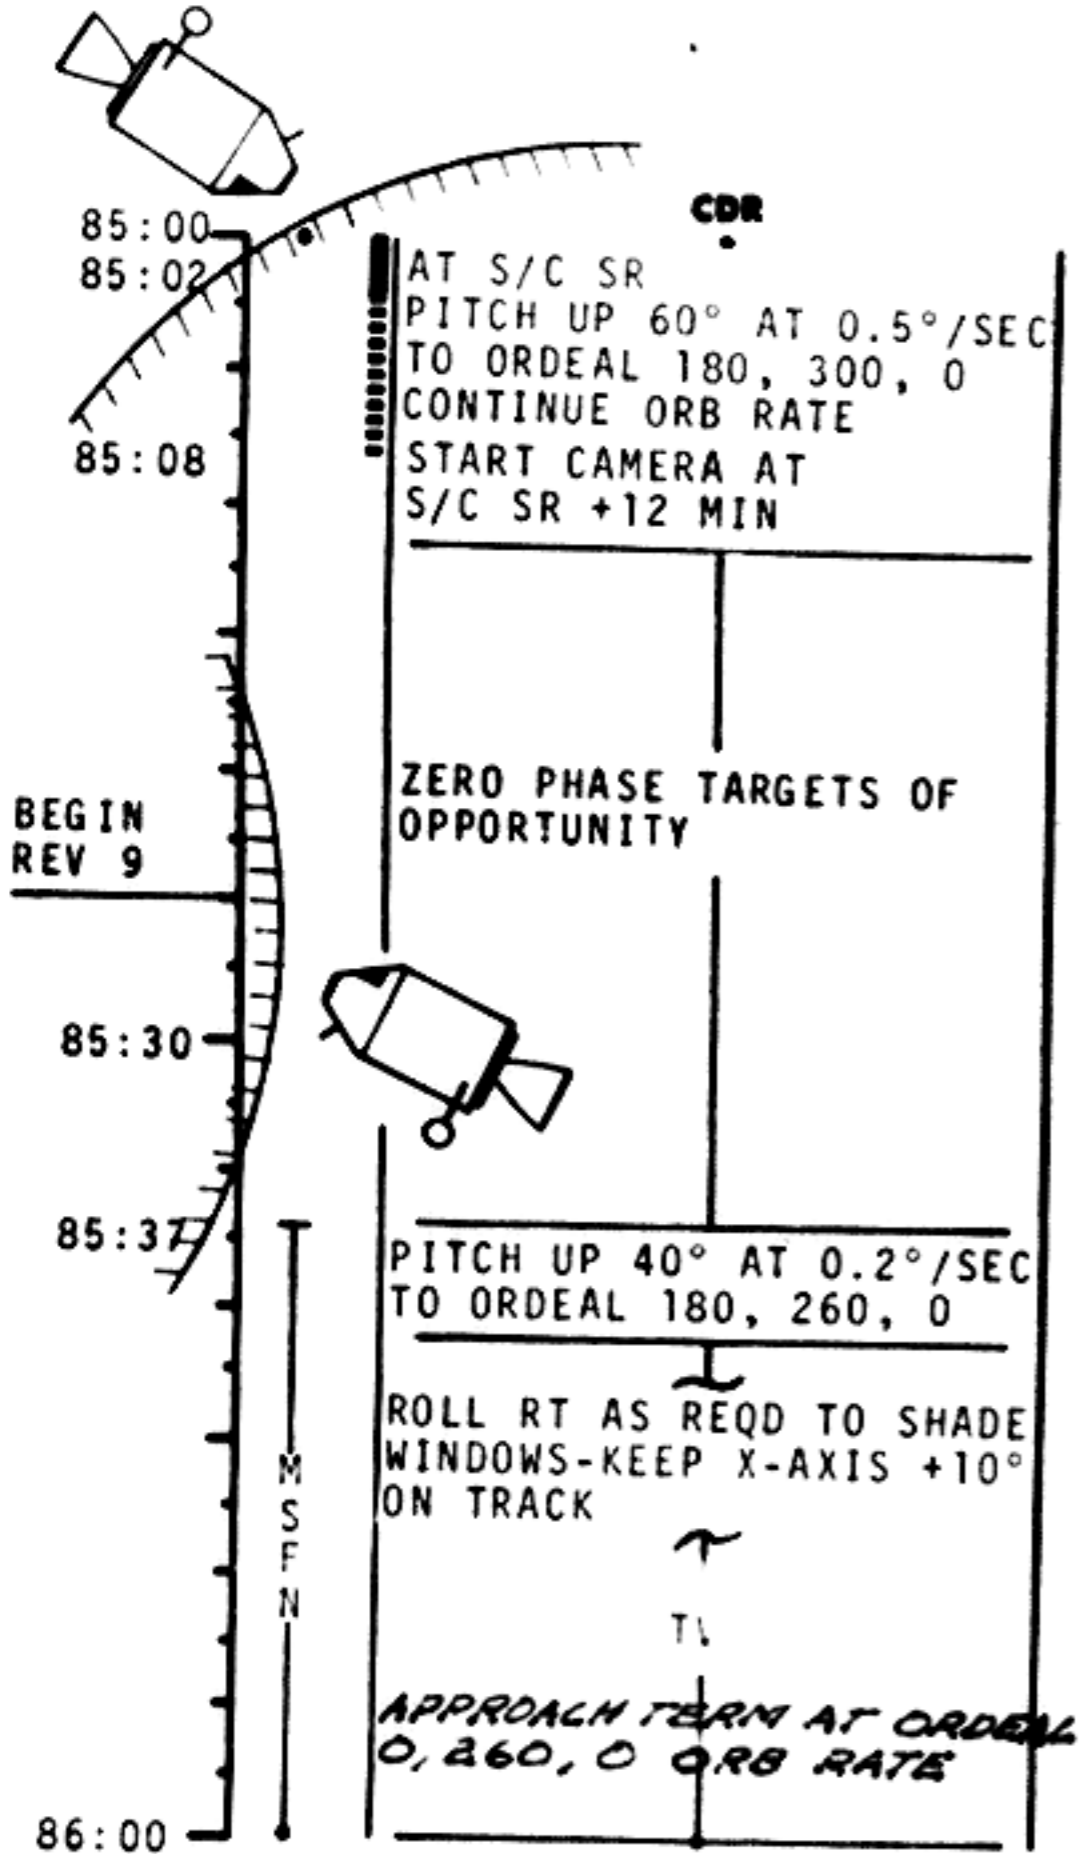 CDR
85:00
85:02
AT S/C SR
PITCH UP 60° AT 0.5°/SEC
TO ORDEAL 180, 300, 0
CONTINUE ORB RATE
85:08
START CAMERA AT
S/C SR +12 MIN
ZERO PHASE TARGETS OF
OPPORTUNITY
BEGIN
REV 9
85:30
85:37
PITCH UP 40° AT 0.2°/SEC
TO ORDEAL 180, 260, 0
ROLL RT AS REQD TO SHADE
WINDOWS-KEEP X-AXIS +10°
ON TRACK
MSFN
APPROACH TERM AT ORDEAL
0, 260, 0 ORB RATE
86:00